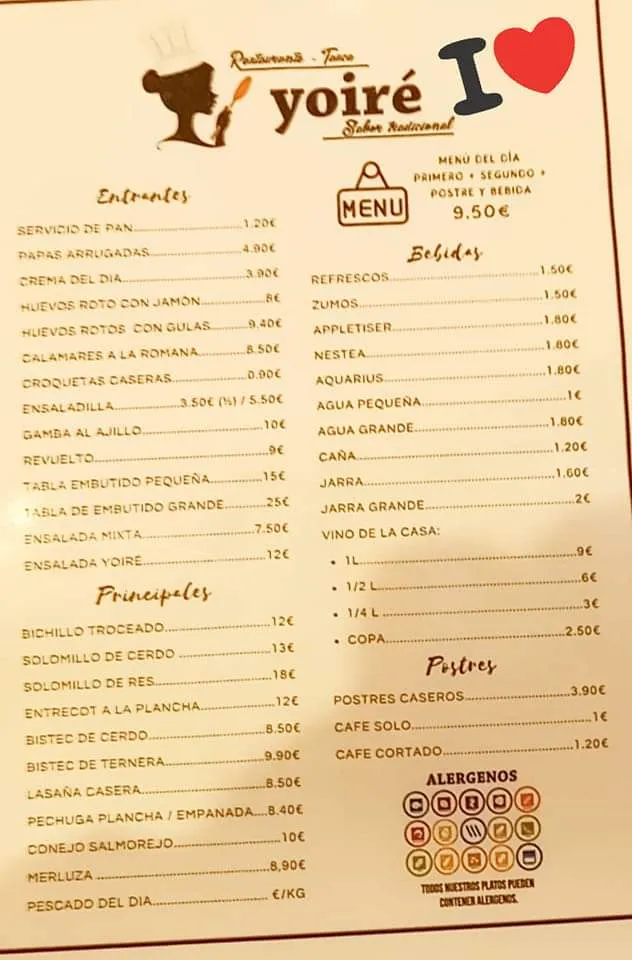 Restaurante - Tasca
yoiré
Sabor tradicional
I
Entrantes
SERVICIO DE PAN 1.20€
PAPAS ARRUGADAS 4.90€
CREMA DEL DIA 3.90€
HUEVOS ROTO CON JAMÓN 8€
HUEVOS ROTOS CON GULAS 9.40€
CALAMARES A LA ROMANA 8.50€
CROQUETAS CASERAS 0.90€
ENSALADILLA 3.50€ (½) / 5.50€
GAMBA AL AJILLO 10€
REVUELTO 9€
TABLA EMBUTIDO PEQUEÑA 15€
TABLA DE EMBUTIDO GRANDE 25€
ENSALADA MIXTA 7.50€
ENSALADA YOIRE 12€
Principales
BICHILLO TROCEADO 12€
SOLOMILLO DE CERDO 13€
SOLOMILLO DE RES 18€
ENTRECOT A LA PLANCHA 12€
BISTEC DE CERDO 8.50€
BISTEC DE TERNERA 9.90€
LASAÑA CASERA 8.50€
PECHUGA PLANCHA / EMPANADA 8.40€
CONEJO SALMOREJO 10€
MERLUZA 8,90€
PESCADO DEL DIA €/KG
MENU
MENÚ DEL DÍA
PRIMERO + SEGUNDO +
POSTRE Y BEBIDA
9.50€
Bebidas
REFRESCOS 1.50€
ZUMOS 1.50€
APPLETISER 1.80€
NESTEA 1.80€
AQUARIUS 1.80€
AGUA PEQUEÑA 1€
AGUA GRANDE 1.80€
CAÑA 1.20€
JARRA 1.60€
JARRA GRANDE 2€
VINO DE LA CASA:
• 1L 9€
• 1/2 L 6€
• 1/4 L 3€
• COPA 2.50€
Postres
POSTRES CASEROS 3.90€
CAFE SOLO 1€
CAFE CORTADO 1.20€
ALERGENOS
TODOS NUESTROS PLATOS PUEDEN
CONTENER ALERGENOS.